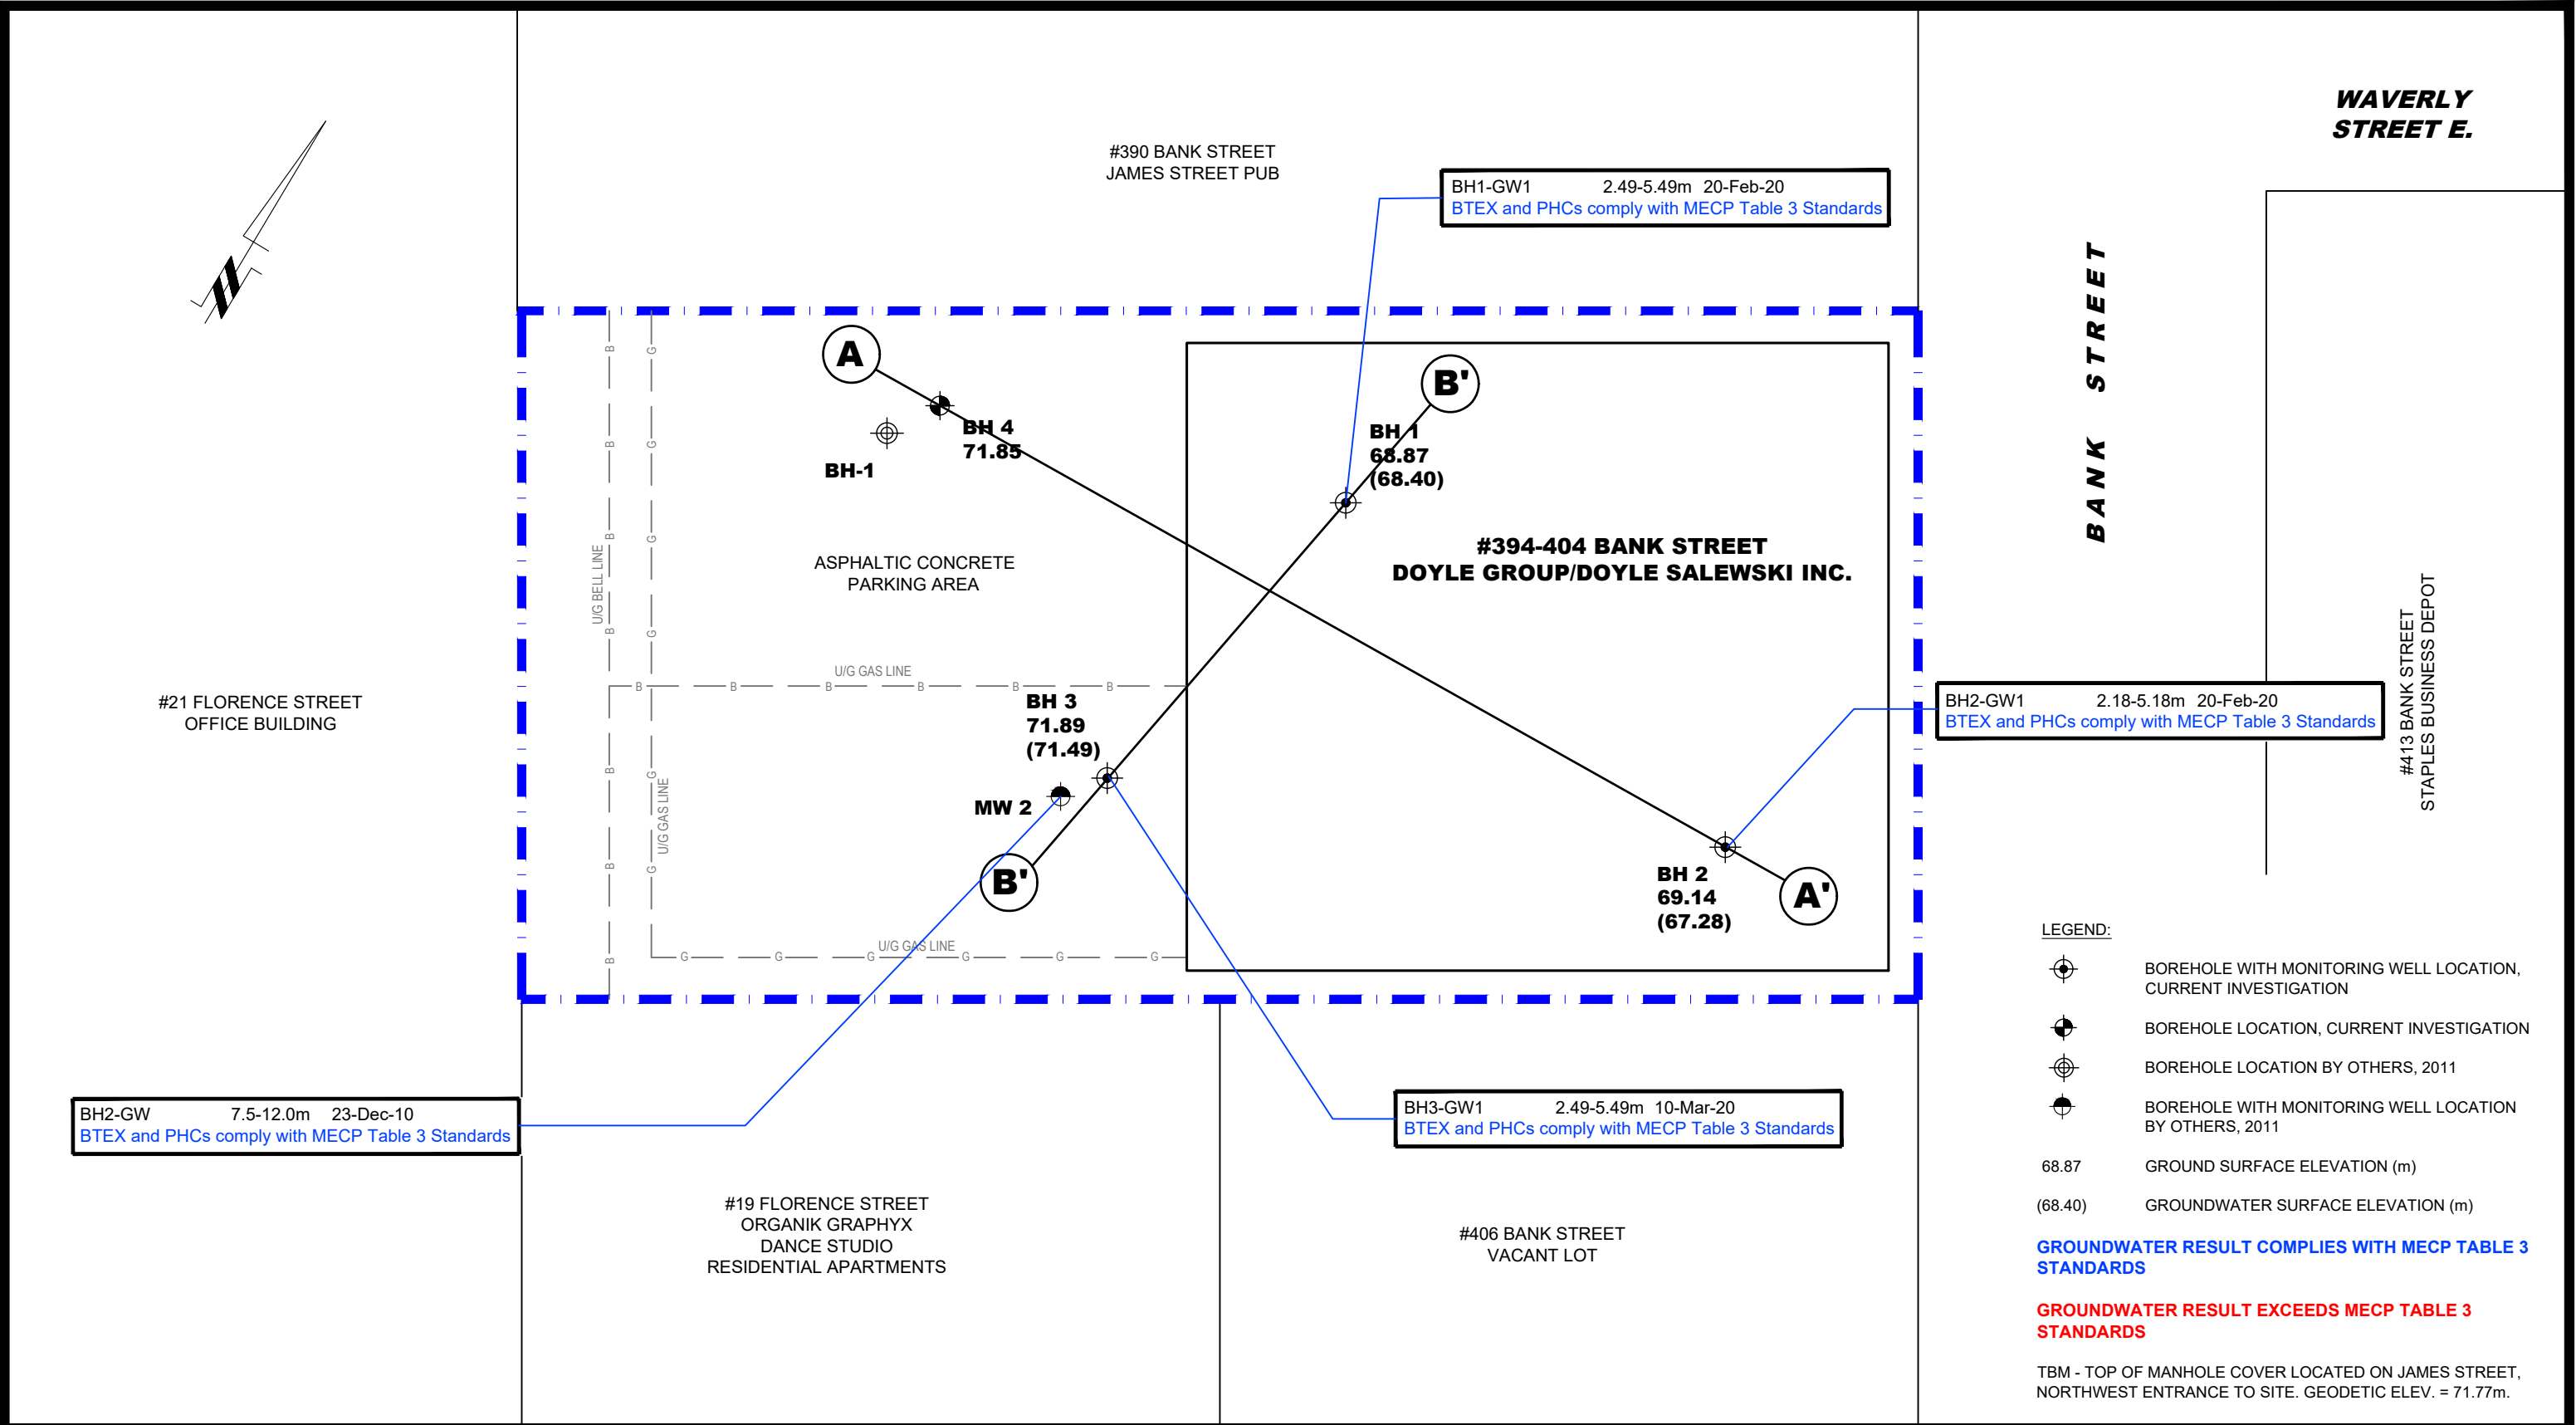 WAVERLY
STREET E.
#390 BANK STREET
JAMES STREET PUB
BH1-GW1 2.49-5.49m 20-Feb-20
BTEX and PHCs comply with MECP Table 3 Standards
BANK STREET
A
B'
BH 4
71.85
BH-1
BH 1
68.87
(68.40)
#394-404 BANK STREET
DOYLE GROUP/DOYLE SALEWSKI INC.
ASPHALTIC CONCRETE
PARKING AREA
U/G BELL LINE
U/G GAS LINE
B B B B B B
B B B B B B B
G G G G G G
#21 FLORENCE STREET
OFFICE BUILDING
BH 3
71.89
(71.49)
MW 2
U/G GAS LINE
B'
BH2-GW1 2.18-5.18m 20-Feb-20
BTEX and PHCs comply with MECP Table 3 Standards
#413 BANK STREET
STAPLES BUSINESS DEPOT
BH 2
69.14
(67.28)
A'
U/G GAS LINE
G G G G G G
BH2-GW 7.5-12.0m 23-Dec-10
BTEX and PHCs comply with MECP Table 3 Standards
BH3-GW1 2.49-5.49m 10-Mar-20
BTEX and PHCs comply with MECP Table 3 Standards
#19 FLORENCE STREET
ORGANIK GRAPHYX
DANCE STUDIO
RESIDENTIAL APARTMENTS
#406 BANK STREET
VACANT LOT
LEGEND:
BOREHOLE WITH MONITORING WELL LOCATION,
CURRENT INVESTIGATION
BOREHOLE LOCATION, CURRENT INVESTIGATION
BOREHOLE LOCATION BY OTHERS, 2011
BOREHOLE WITH MONITORING WELL LOCATION
BY OTHERS, 2011
68.87 GROUND SURFACE ELEVATION (m)
(68.40) GROUNDWATER SURFACE ELEVATION (m)
GROUNDWATER RESULT COMPLIES WITH MECP TABLE 3
STANDARDS
GROUNDWATER RESULT EXCEEDS MECP TABLE 3
STANDARDS
TBM - TOP OF MANHOLE COVER LOCATED ON JAMES STREET,
NORTHWEST ENTRANCE TO SITE. GEODETIC ELEV. = 71.77m.